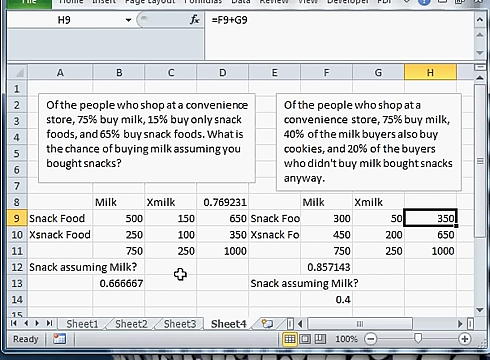 File Home Insert Page Layout Formulas Data Review View Developer PDF
H9 fx =F9+G9
A B C D E F G H
1
2 Of the people who shop at a convenience store, 75% buy milk, 15% buy only snack foods, and 65% buy snack foods. What is the chance of buying milk assuming you bought snacks?
Of the people who shop at a convenience store, 75% buy milk, 40% of the milk buyers also buy cookies, and 20% of the buyers who didn't buy milk bought snacks anyway.
3
4
5
6
7
8 Milk Xmilk 0.769231 Milk Xmilk
9 Snack Food 500 150 650 Snack Foo 300 50 350
10 Xsnack Food 250 100 350 Xsnack Fo 450 200 650
11 750 250 1000 750 250 1000
12 Snack assuming Milk? 0.857143
13 0.666667 Snack assuming Milk?
14 0.4
15
Sheet1 Sheet2 Sheet3 Sheet4
Ready 100%